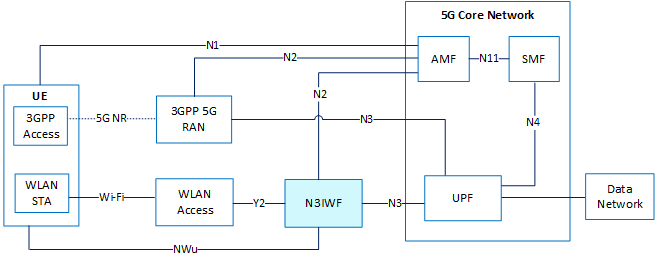 5G Core Network
N1
N2
AMF
N11
SMF
N2
UE
3GPP
Access
5G NR
3GPP 5G
RAN
N3
N4
WLAN
STA
Wi-Fi
WLAN
Access
Y2
N3IWF
N3
UPF
Data
Network
NWu